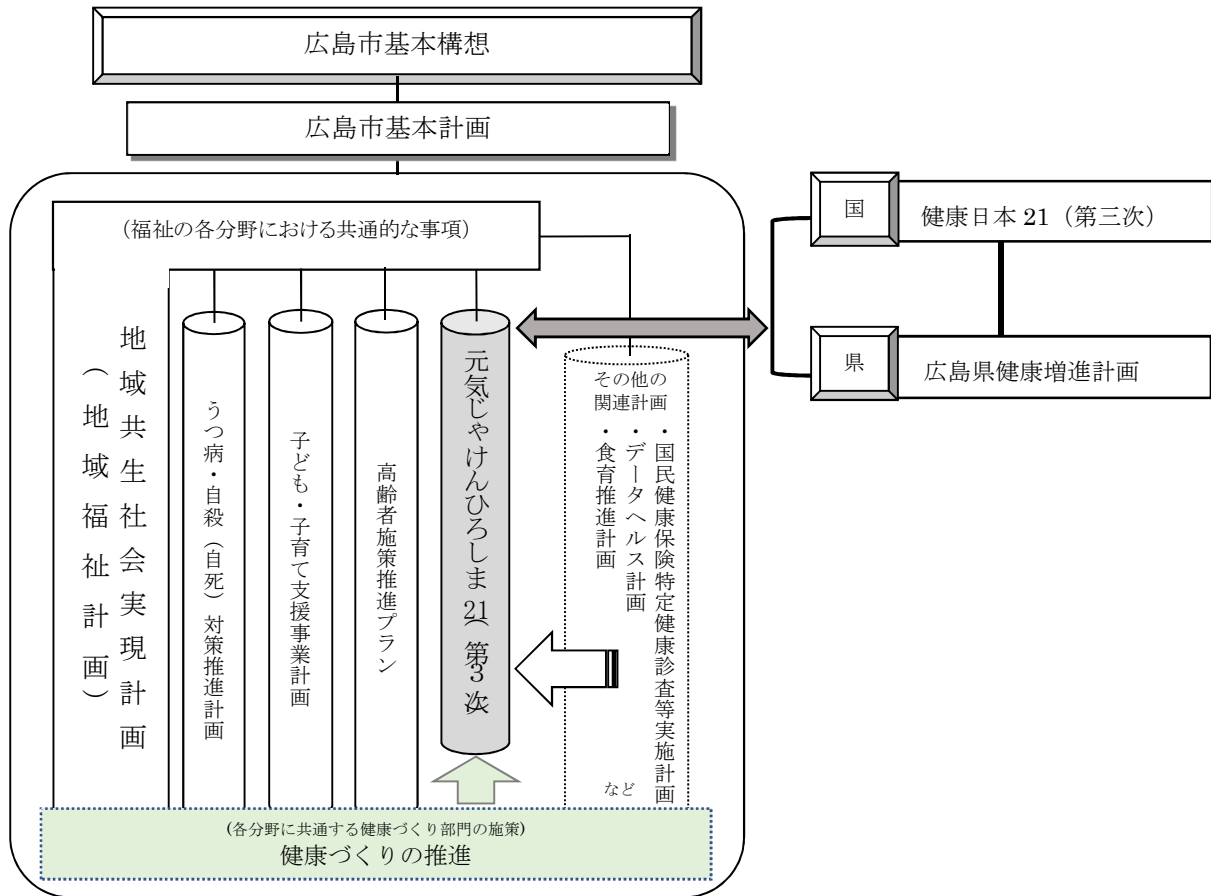 広島市基本構想
広島市基本計画
(福祉の各分野における共通的な事項)
地域共生社会実現計画
（地域福祉計画）
うつ病・自殺（自死）対策推進計画
子ども・子育て支援事業計画
高齢者施策推進プラン
元気じゃけんひろしま21（第3次）
その他の
関連計画
・国民健康保険特定健康診査等実施計画
・データヘルス計画
・食育推進計画
など
(各分野に共通する健康づくり部門の施策)
健康づくりの推進
国
健康日本 21（第三次）
県
広島県健康増進計画